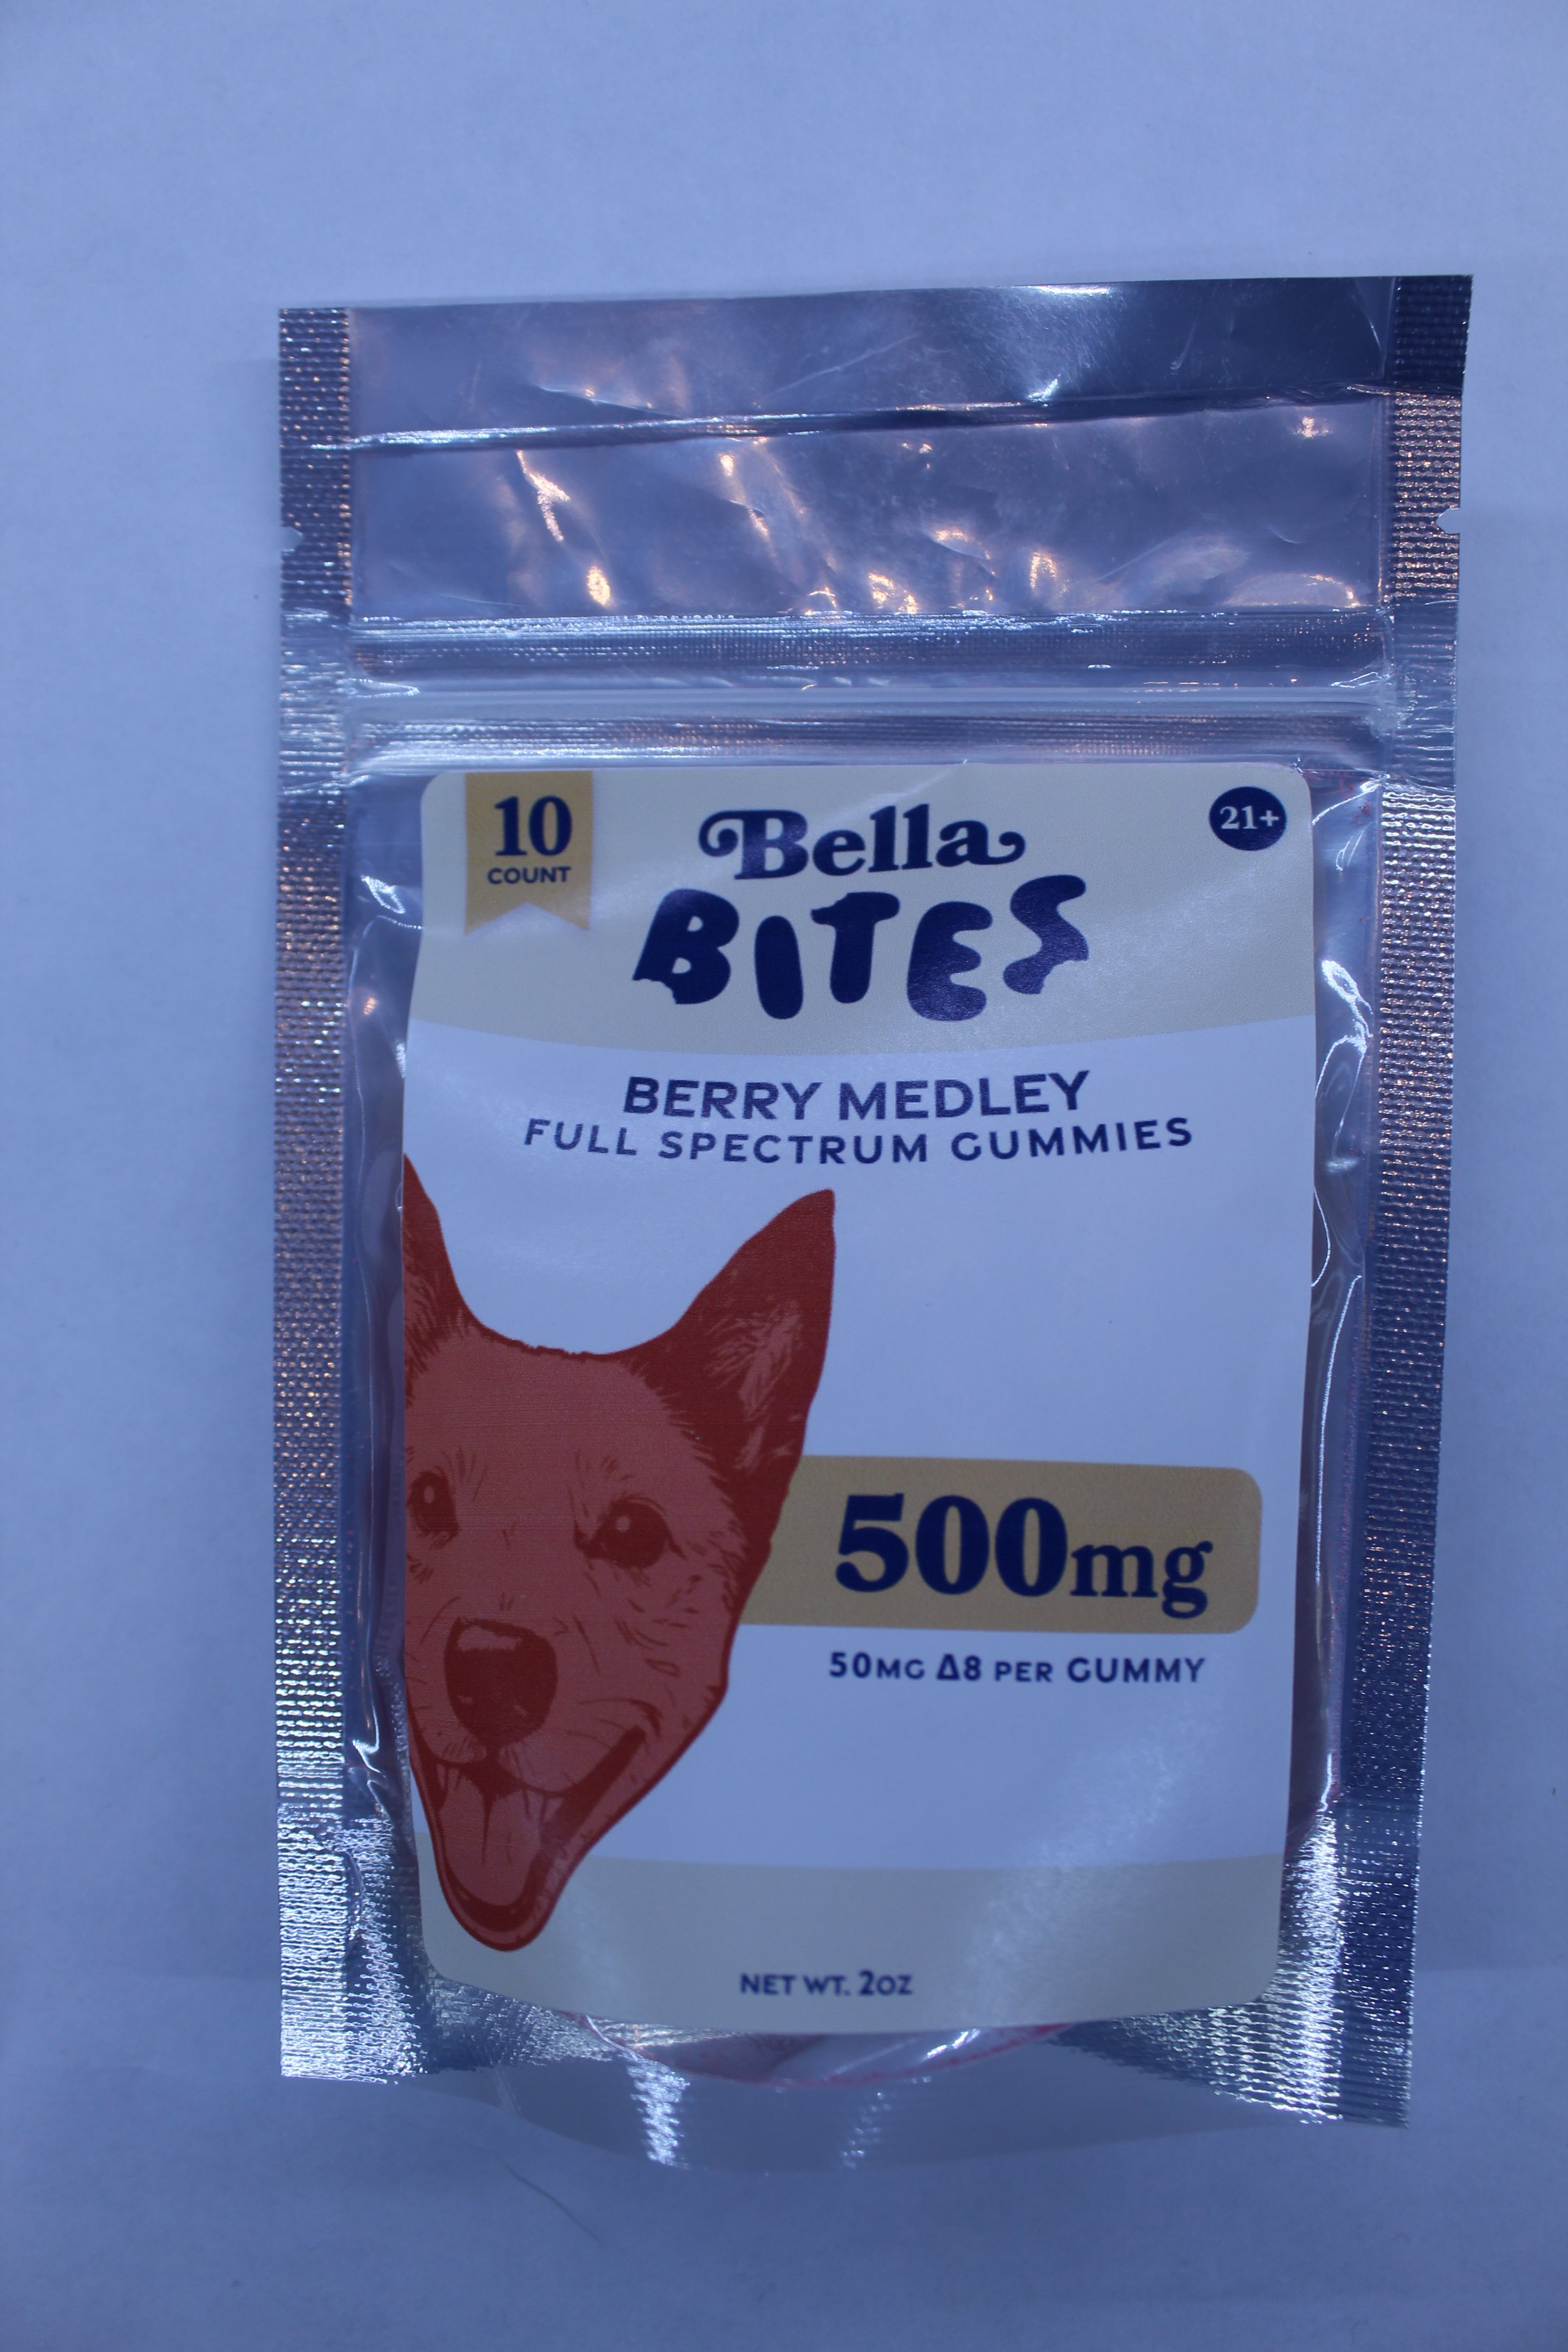 10
COUNT
Bella
BITES
21+
BERRY MEDLEY
FULL SPECTRUM GUMMIES
500mg
50MG Δ8 PER GUMMY
NET WT. 2OZ